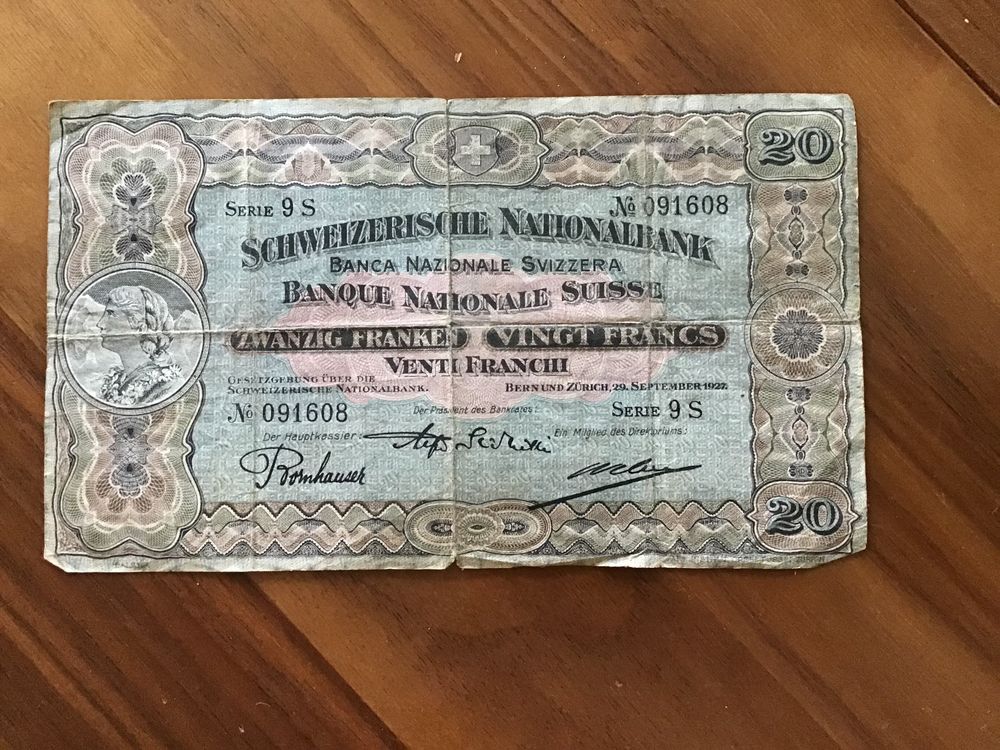 20
SERIE 9 S
No 091608
SCHWEIZERISCHE NATIONALBANK
BANCA NAZIONALE SVIZZERA
BANQUE NATIONALE SUISSE
ZWANZIG FRANKEN VINGT FRANCS
VENTI FRANCHI
GESETZGEBUNG ÜBER DIE
SCHWEIZERISCHE NATIONALBANK.
BERN UND ZÜRICH, 29. SEPTEMBER 1922.
No 091608
Der Präsident des Bankrates:
SERIE 9 S
Der Hauptkassier:
Ein Mitglied des Direktoriums:
Bornhauser
20